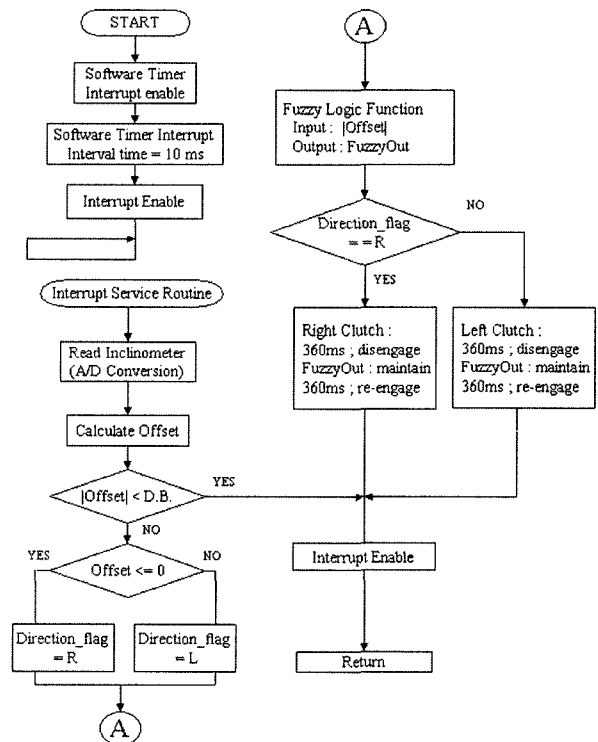 START
Software Timer
Interrupt enable
Software Timer Interrupt
Interval time = 10 ms
Interrupt Enable
Interrupt Service Routine
Read Inclinometer
(A/D Conversion)
Calculate Offset
|Offset| < D.B.
YES
NO
Offset <= 0
YES
NO
Direction_flag
= R
Direction_flag
= L
A
A
Fuzzy Logic Function
Input : |Offset|
Output : FuzzyOut
Direction_flag
= = R
NO
YES
Right Clutch :
360ms ; disengage
FuzzyOut : maintain
360ms ; re-engage
Left Clutch :
360ms ; disengage
FuzzyOut : maintain
360ms ; re-engage
Interrupt Enable
Return